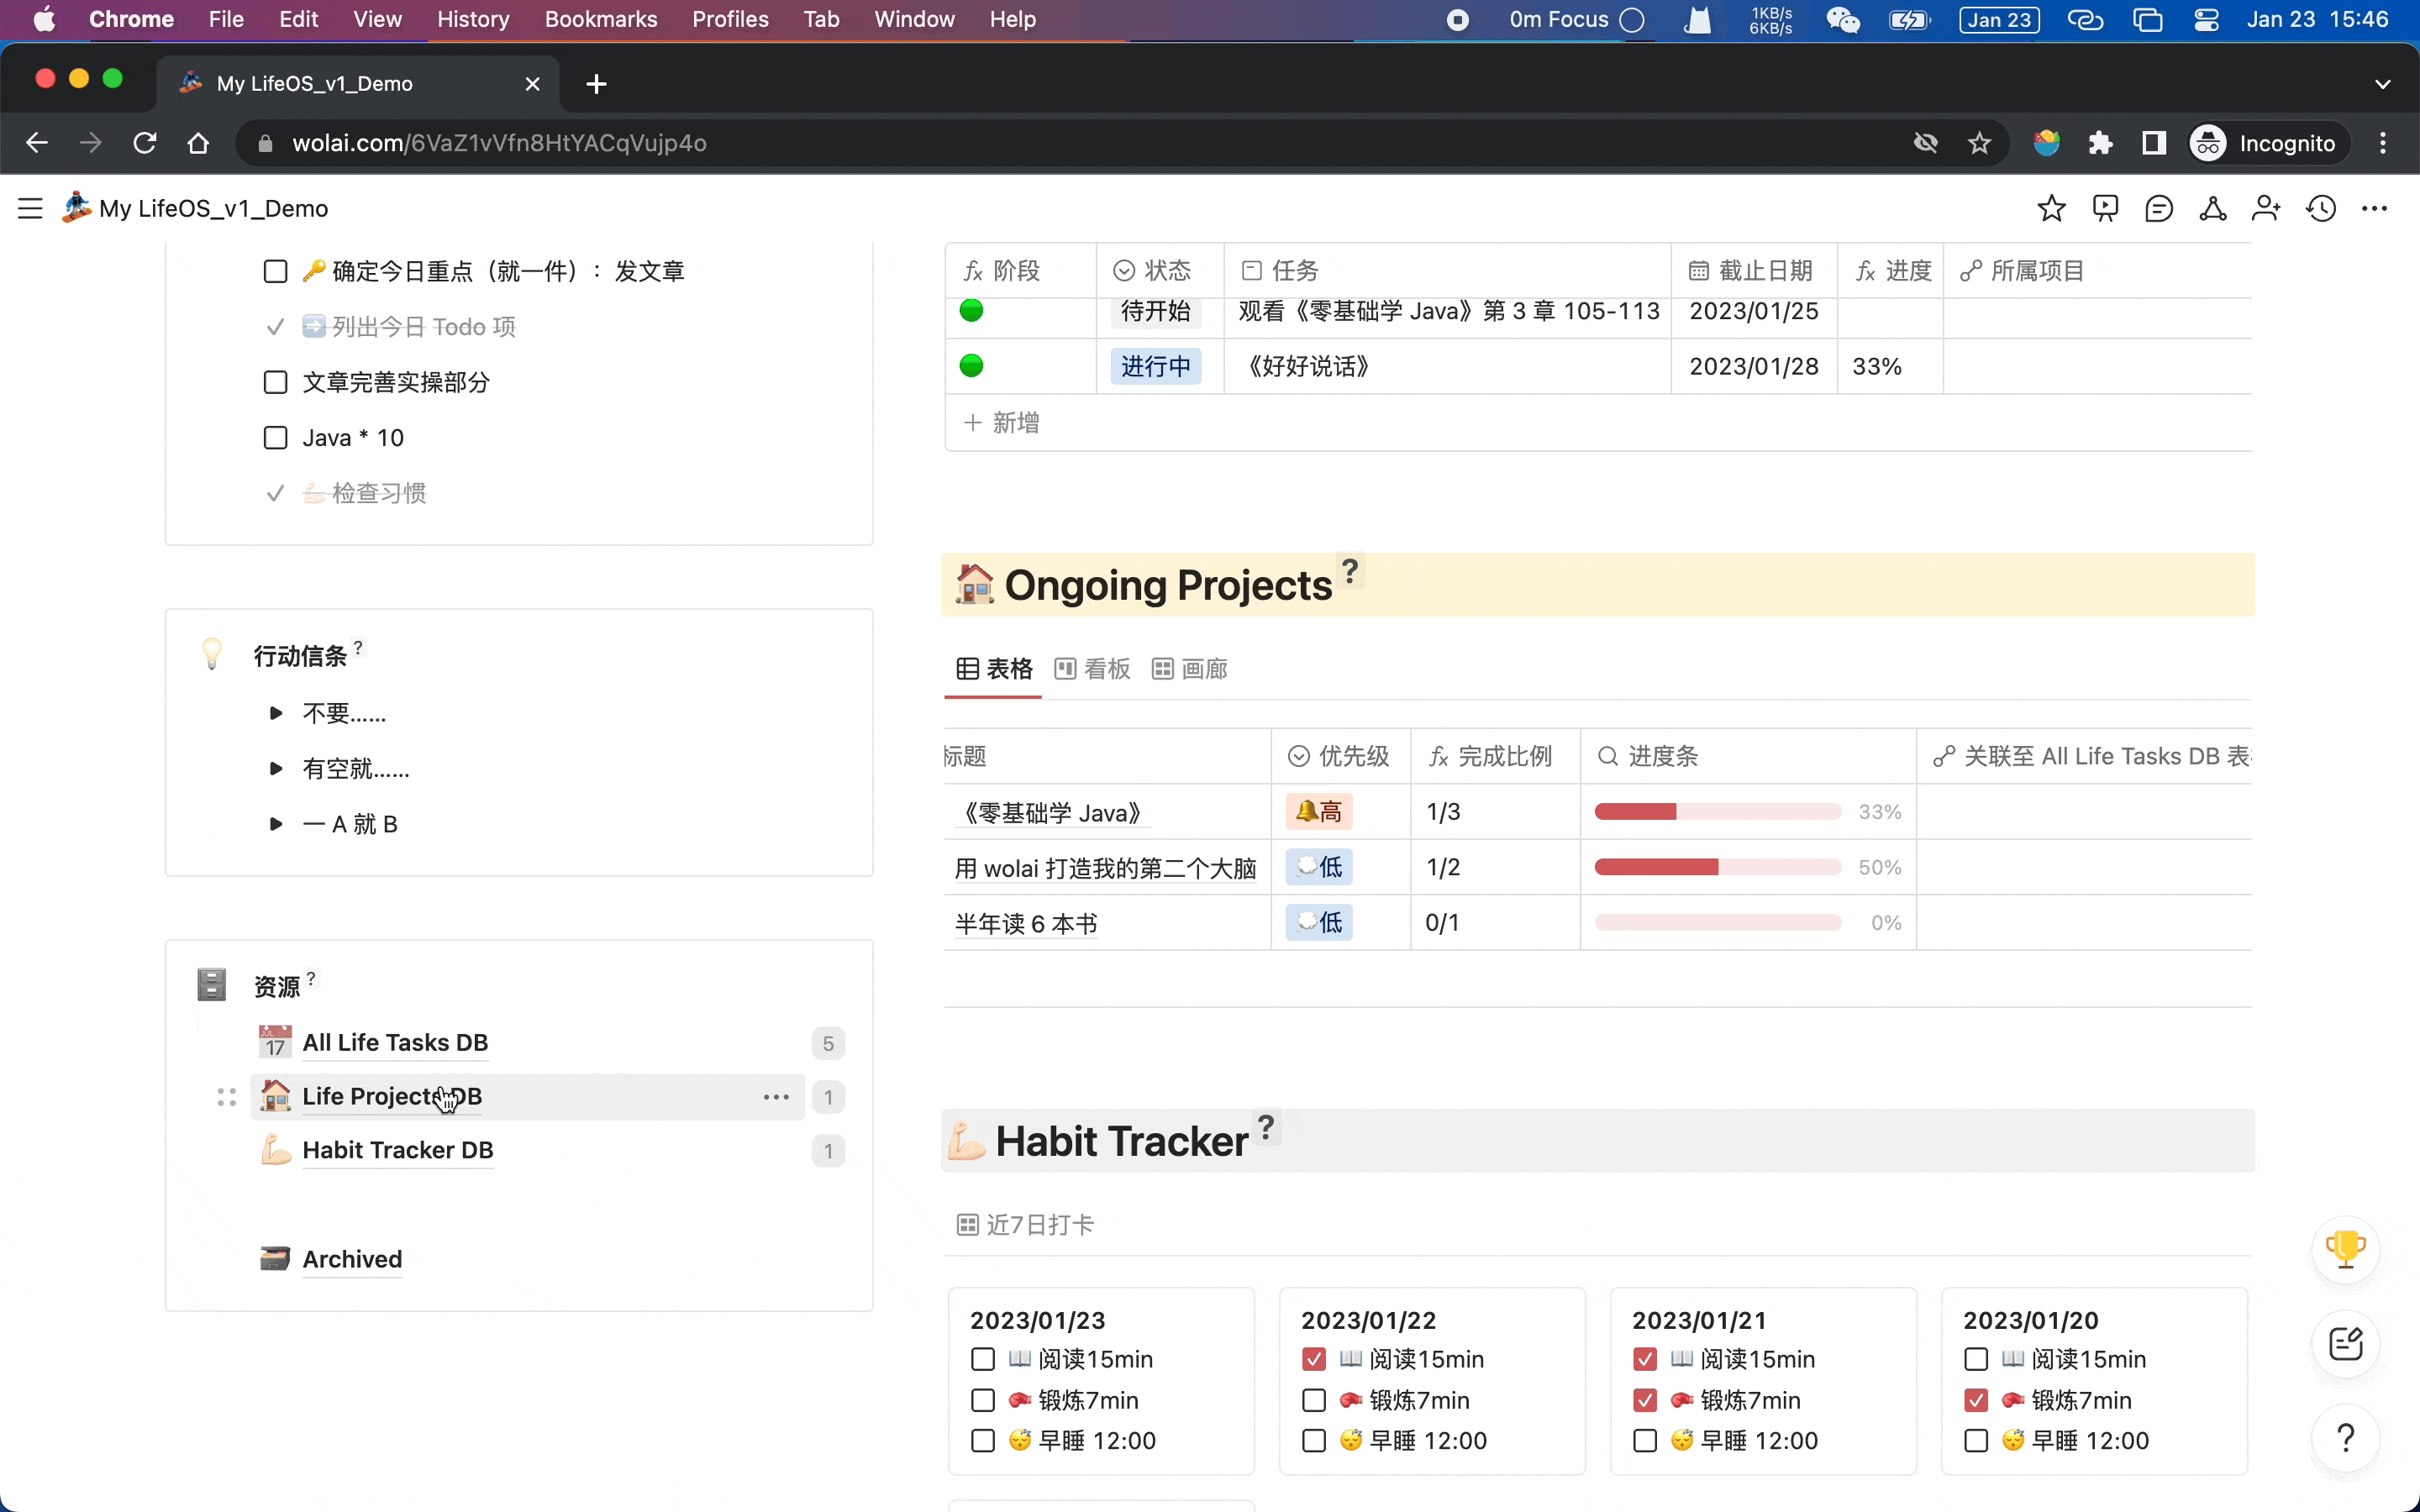 Chrome File Edit View History Bookmarks Profiles Tab Window Help 0m Focus 1KB/s 6KB/s Jan 23 Jan 23 15:46
My LifeOS_v1_Demo
wolai.com/6VaZ1vVfn8HtYACqVujp4o Incognito
My LifeOS_v1_Demo
🔑确定今日重点（就一件）：发文章
➡️列出今日 Todo 项
文章完善实操部分
Java * 10
💪🏻检查习惯
💡 行动信条 ?
不要……
有空就……
一 A 就 B
资源 ?
All Life Tasks DB 5
Life Projects DB ••• 1
Habit Tracker DB 1
Archived
阶段 状态 任务 截止日期 进度 所属项目
待开始 观看《零基础学 Java》第 3 章 105-113 2023/01/25
进行中 《好好说话》 2023/01/28 33%
+ 新增
Ongoing Projects ?
表格 看板 画廊
标题 优先级 完成比例 进度条 关联至 All Life Tasks DB 表
《零基础学 Java》 🔔高 1/3 33%
用 wolai 打造我的第二个大脑 💭低 1/2 50%
半年读 6 本书 💭低 0/1 0%
Habit Tracker ?
近7日打卡
2023/01/23
📖 阅读15min
🥊 锻炼7min
😴 早睡 12:00
2023/01/22
📖 阅读15min
🥊 锻炼7min
😴 早睡 12:00
2023/01/21
📖 阅读15min
🥊 锻炼7min
😴 早睡 12:00
2023/01/20
📖 阅读15min
🥊 锻炼7min
😴 早睡 12:00
?